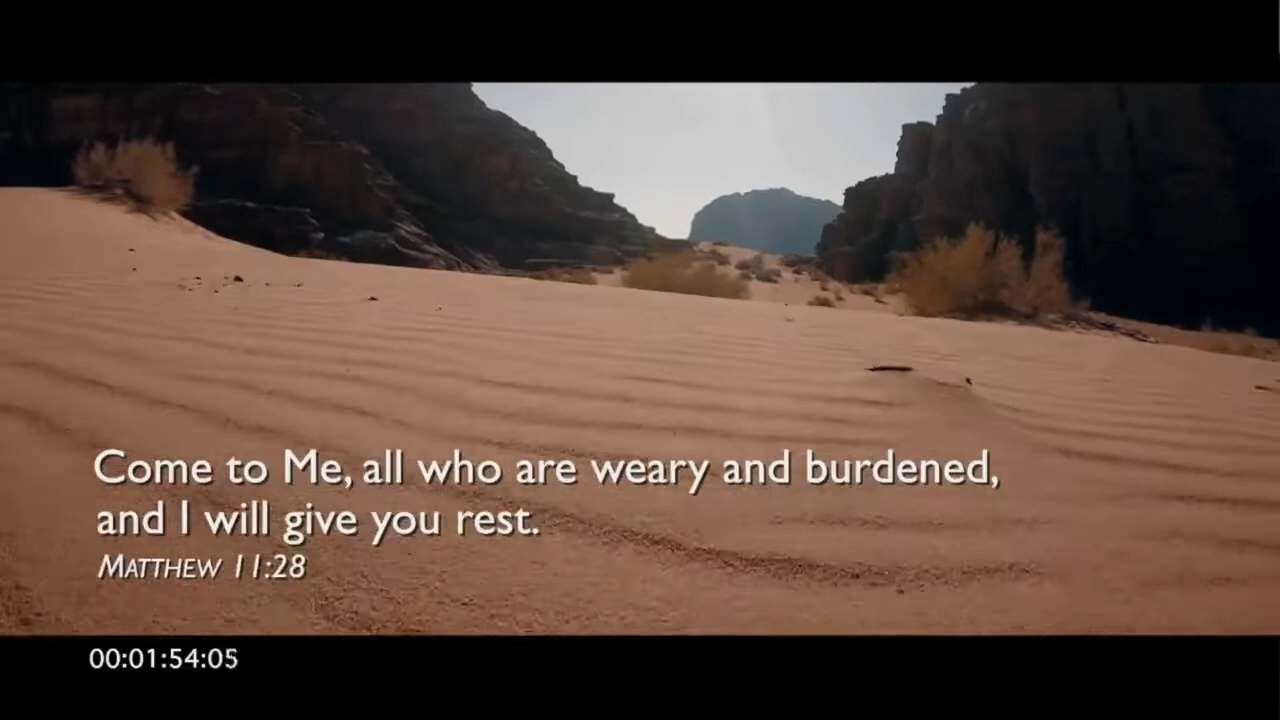 Come to Me, all who are weary and burdened,
and I will give you rest.
MATTHEW 11:28
00:01:54:05